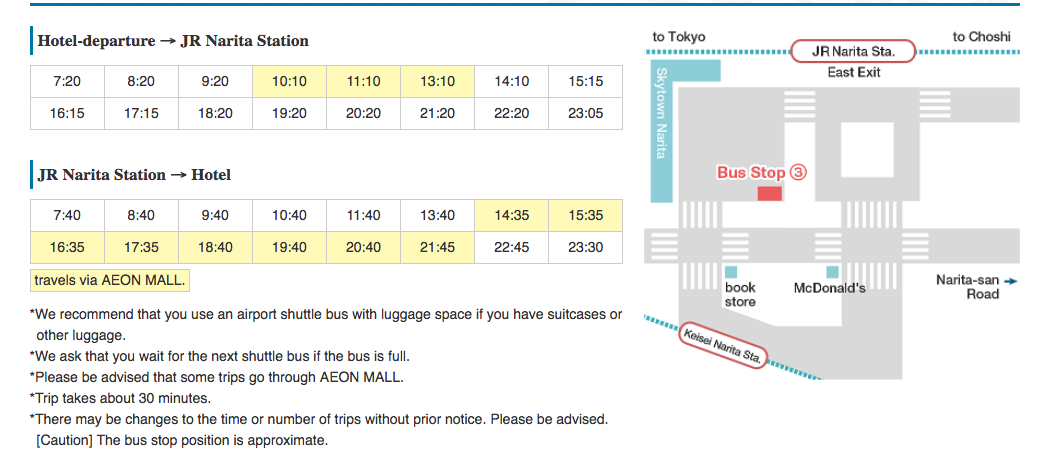 Hotel-departure → JR Narita Station
7:20 8:20 9:20 10:10 11:10 13:10 14:10 15:15
16:15 17:15 18:20 19:20 20:20 21:20 22:20 23:05
JR Narita Station → Hotel
7:40 8:40 9:40 10:40 11:40 13:40 14:35 15:35
16:35 17:35 18:40 19:40 20:40 21:45 22:45 23:30
travels via AEON MALL.
*We recommend that you use an airport shuttle bus with luggage space if you have suitcases or
other luggage.
*We ask that you wait for the next shuttle bus if the bus is full.
*Please be advised that some trips go through AEON MALL.
*Trip takes about 30 minutes.
*There may be changes to the time or number of trips without prior notice. Please be advised.
[Caution] The bus stop position is approximate.
to Tokyo
to Choshi
JR Narita Sta.
East Exit
Skytown Narita
Bus Stop ③
book
store
McDonald's
Narita-san
Road
Keisei Narita Sta.